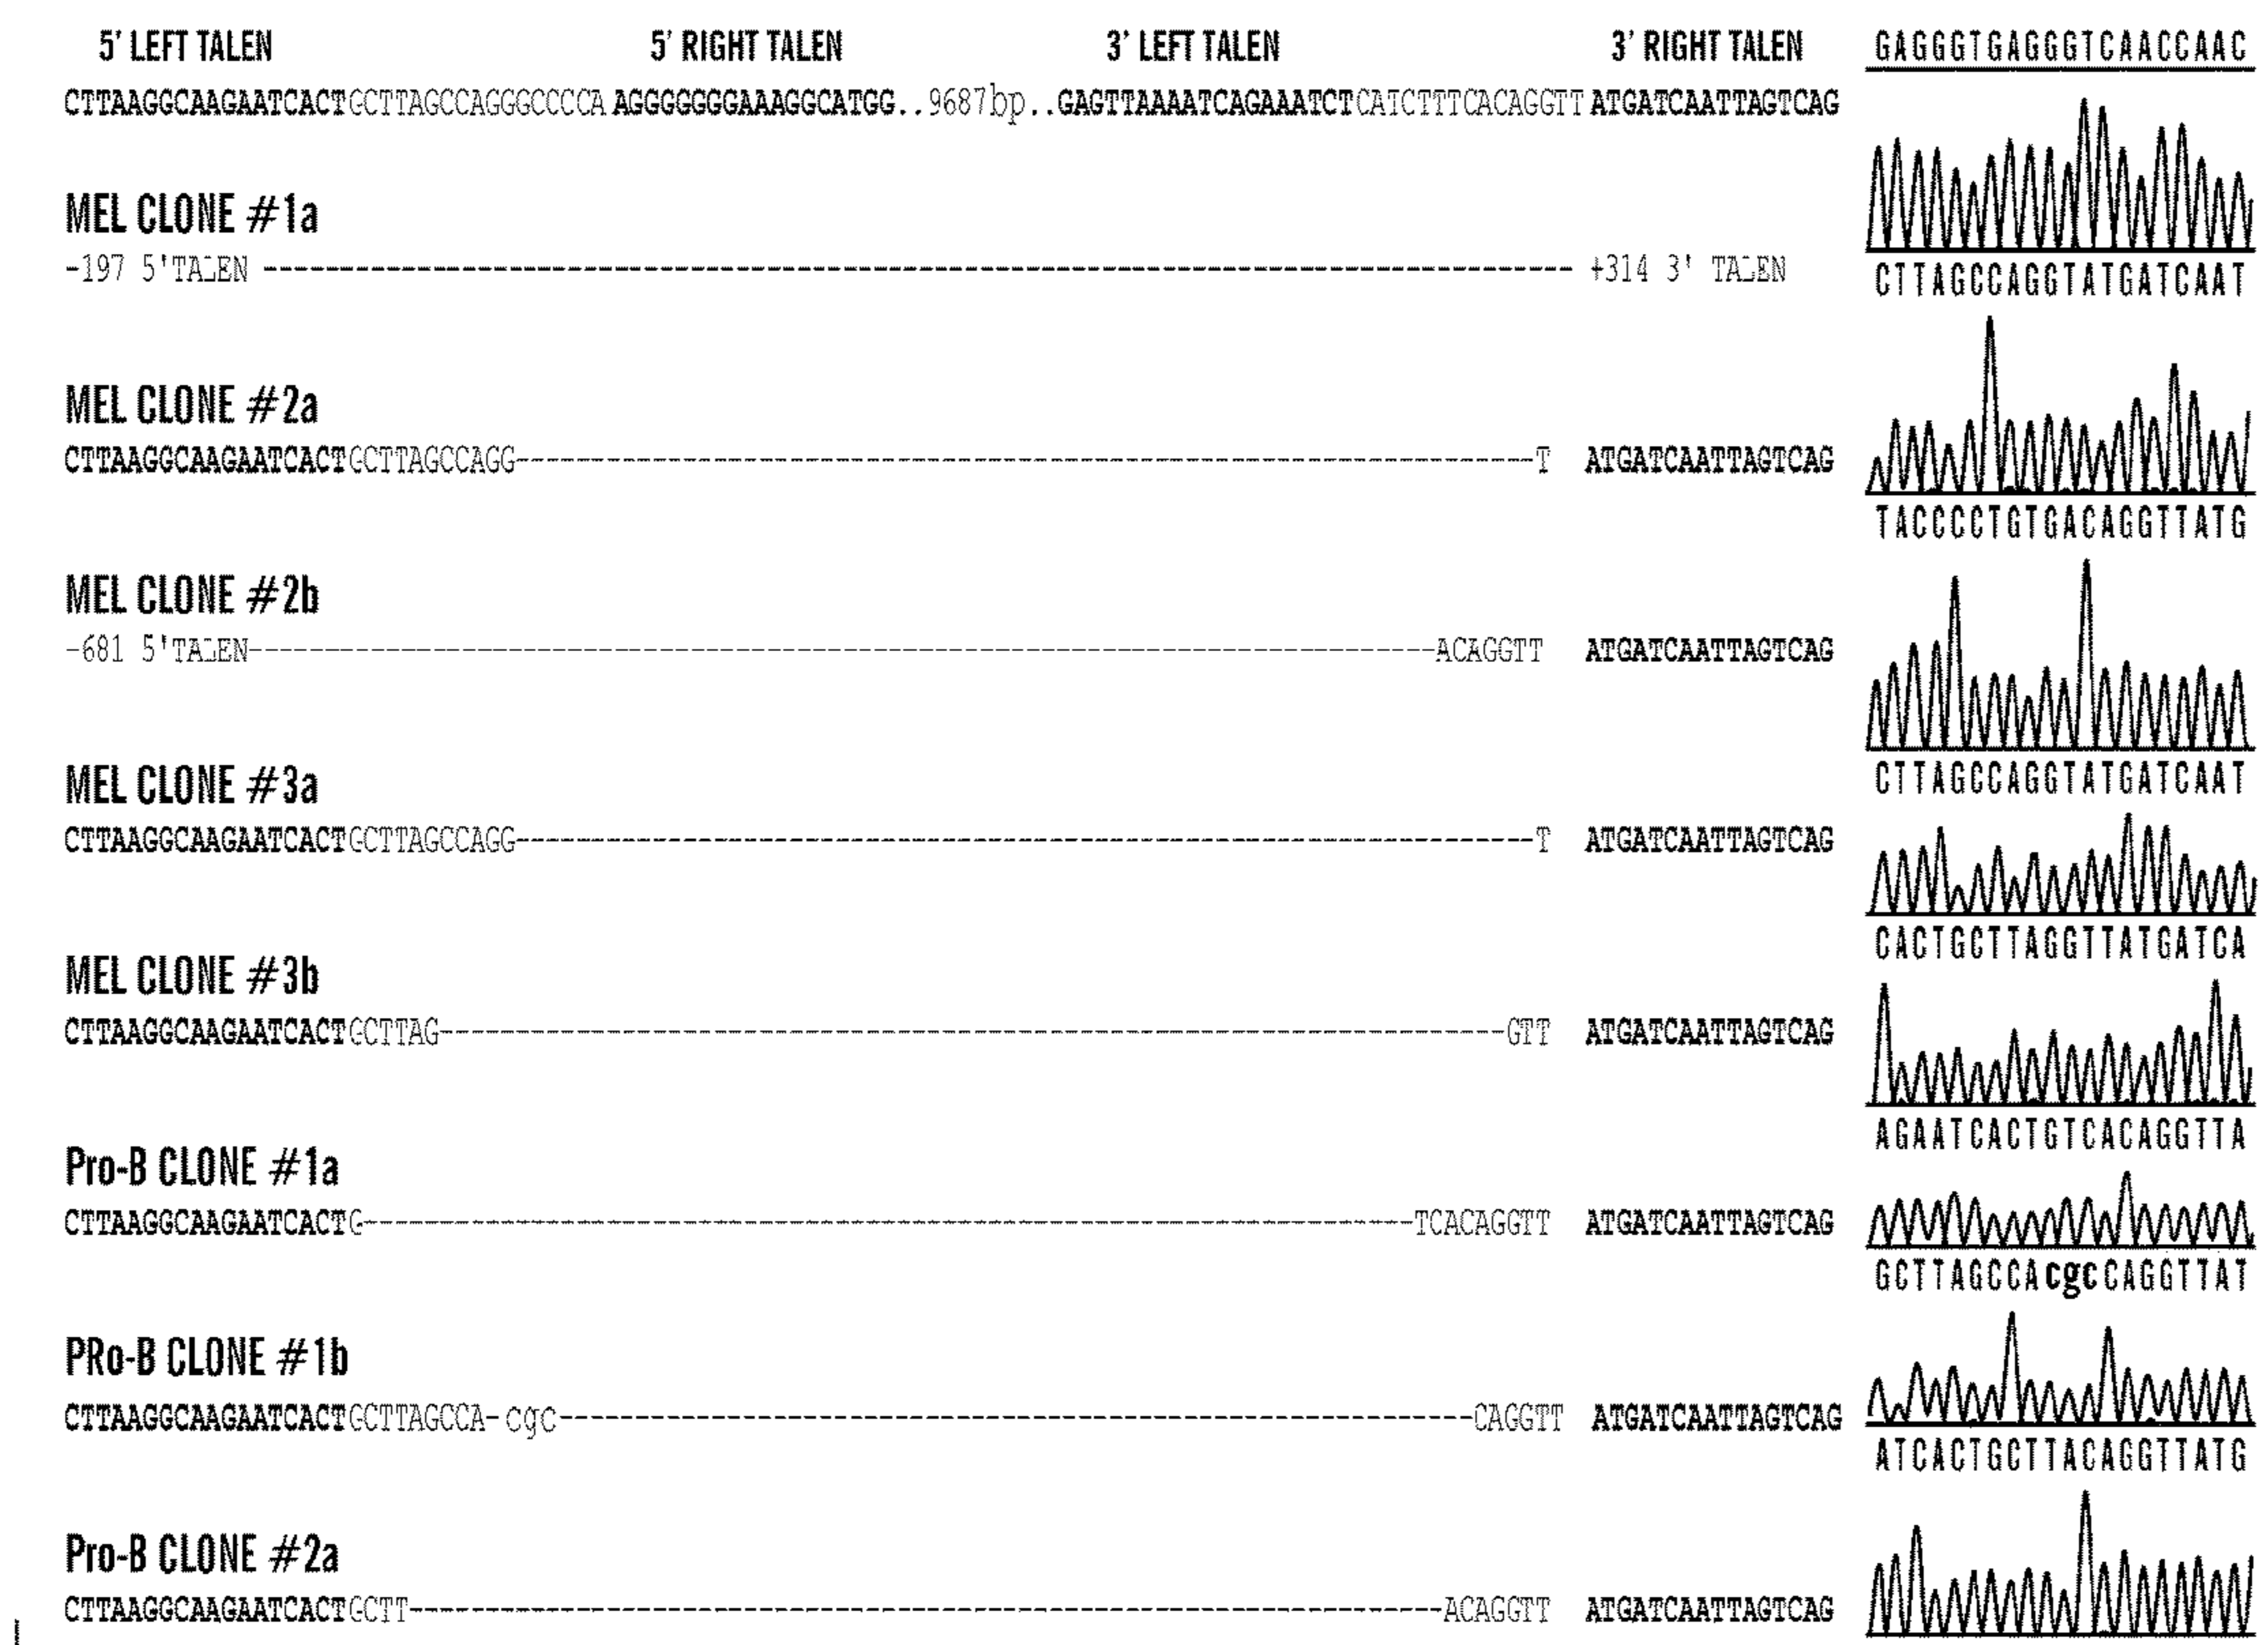 5' LEFT TALEN 5' RIGHT TALEN 3' LEFT TALEN 3' RIGHT TALEN GAGGGTGAGGGTCAACCAAC
CTTAAGGCAAGAATCACTGCTTAGCCAGGGCCCCA AGGGGGGGAAAGGCATGG..9687bp..GAGTTAAAATCAGAAATCTCATCTTTCACAGGTT ATGATCAATTAGTCAG
MEL CLONE #1a
-197 5'TALEN ---------- +314 3' TALEN CTTAGCCAGGTATGATCAAT
MEL CLONE #2a
CTTAAGGCAAGAATCACTGCTTAGCCAGG----------T ATGATCAATTAGTCAG
TACCCCTGTGACAGGTTATG
MEL CLONE #2b
-681 5'TALEN----------ACAGGTT ATGATCAATTAGTCAG
CTTAGCCAGGTATGATCAAT
MEL CLONE #3a
CTTAAGGCAAGAATCACTGCTTAGCCAGG----------T ATGATCAATTAGTCAG
CACTGCTTAGGTTATGATCA
MEL CLONE #3b
CTTAAGGCAAGAATCACTGCTTAG----------GTT ATGATCAATTAGTCAG
AGAATCACTGTCACAGGTTA
Pro-B CLONE #1a
CTTAAGGCAAGAATCACTG----------TCACAGGTT ATGATCAATTAGTCAG
GCTTAGCCAcgcCAGGTTAT
PRo-B CLONE #1b
CTTAAGGCAAGAATCACTGCTTAGCCA-cgc----------CAGGTT ATGATCAATTAGTCAG
ATCACTGCTTACAGGTTATG
Pro-B CLONE #2a
CTTAAGGCAAGAATCACTGCTT----------ACAGGTT ATGATCAATTAGTCAG